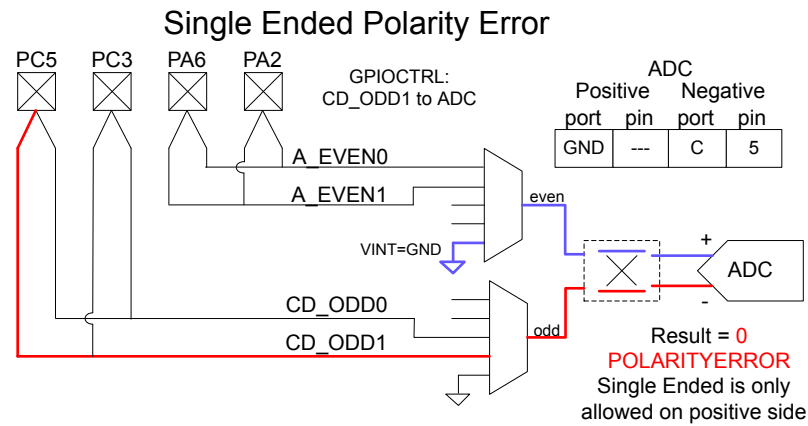 Single Ended Polarity Error
PC5 PC3 PA6 PA2
GPIOCTRL:
CD_ODD1 to ADC
ADC
Positive Negative
port pin port pin
GND --- C 5
A_EVEN0
A_EVEN1
even
VINT=GND
+
ADC
-
CD_ODD0
CD_ODD1
odd
Result = 0
POLARITYERROR
Single Ended is only
allowed on positive side